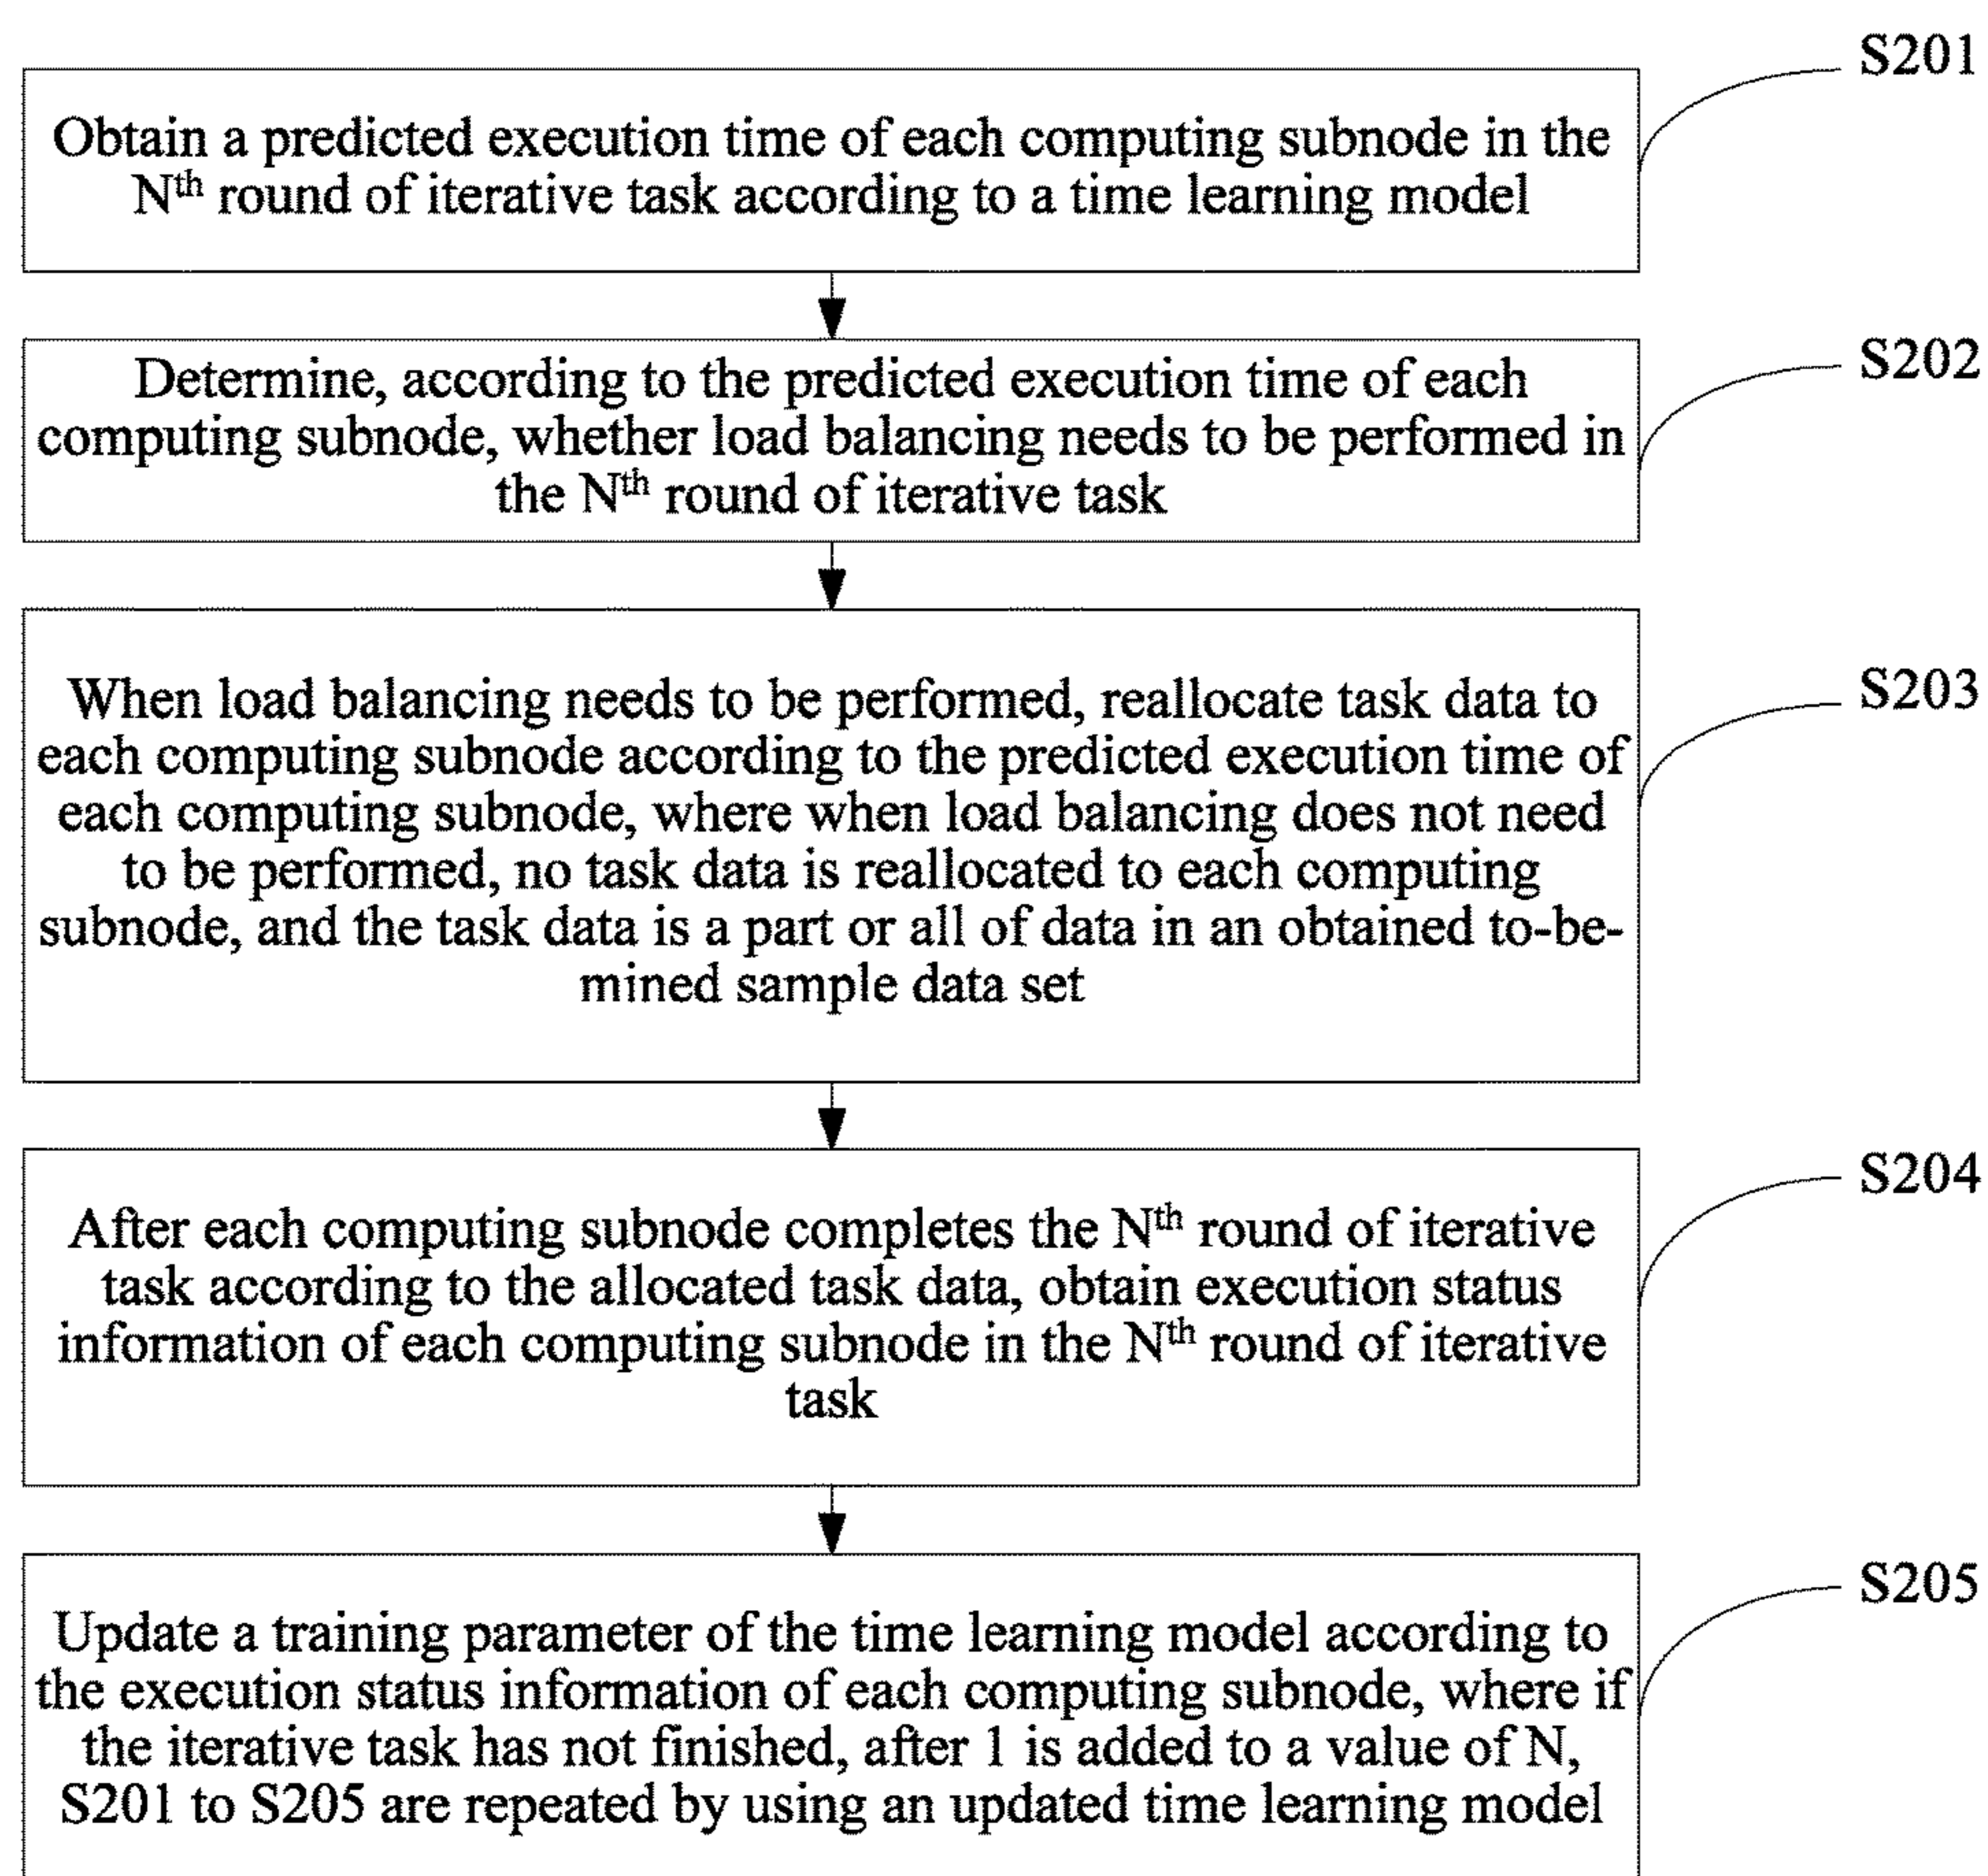 S201
Obtain a predicted execution time of each computing subnode in the
Nth round of iterative task according to a time learning model
S202
Determine, according to the predicted execution time of each
computing subnode, whether load balancing needs to be performed in
the Nth round of iterative task
S203
When load balancing needs to be performed, reallocate task data to
each computing subnode according to the predicted execution time of
each computing subnode, where when load balancing does not need
to be performed, no task data is reallocated to each computing
subnode, and the task data is a part or all of data in an obtained to-be-
mined sample data set
S204
After each computing subnode completes the Nth round of iterative
task according to the allocated task data, obtain execution status
information of each computing subnode in the Nth round of iterative
task
S205
Update a training parameter of the time learning model according to
the execution status information of each computing subnode, where if
the iterative task has not finished, after 1 is added to a value of N,
S201 to S205 are repeated by using an updated time learning model